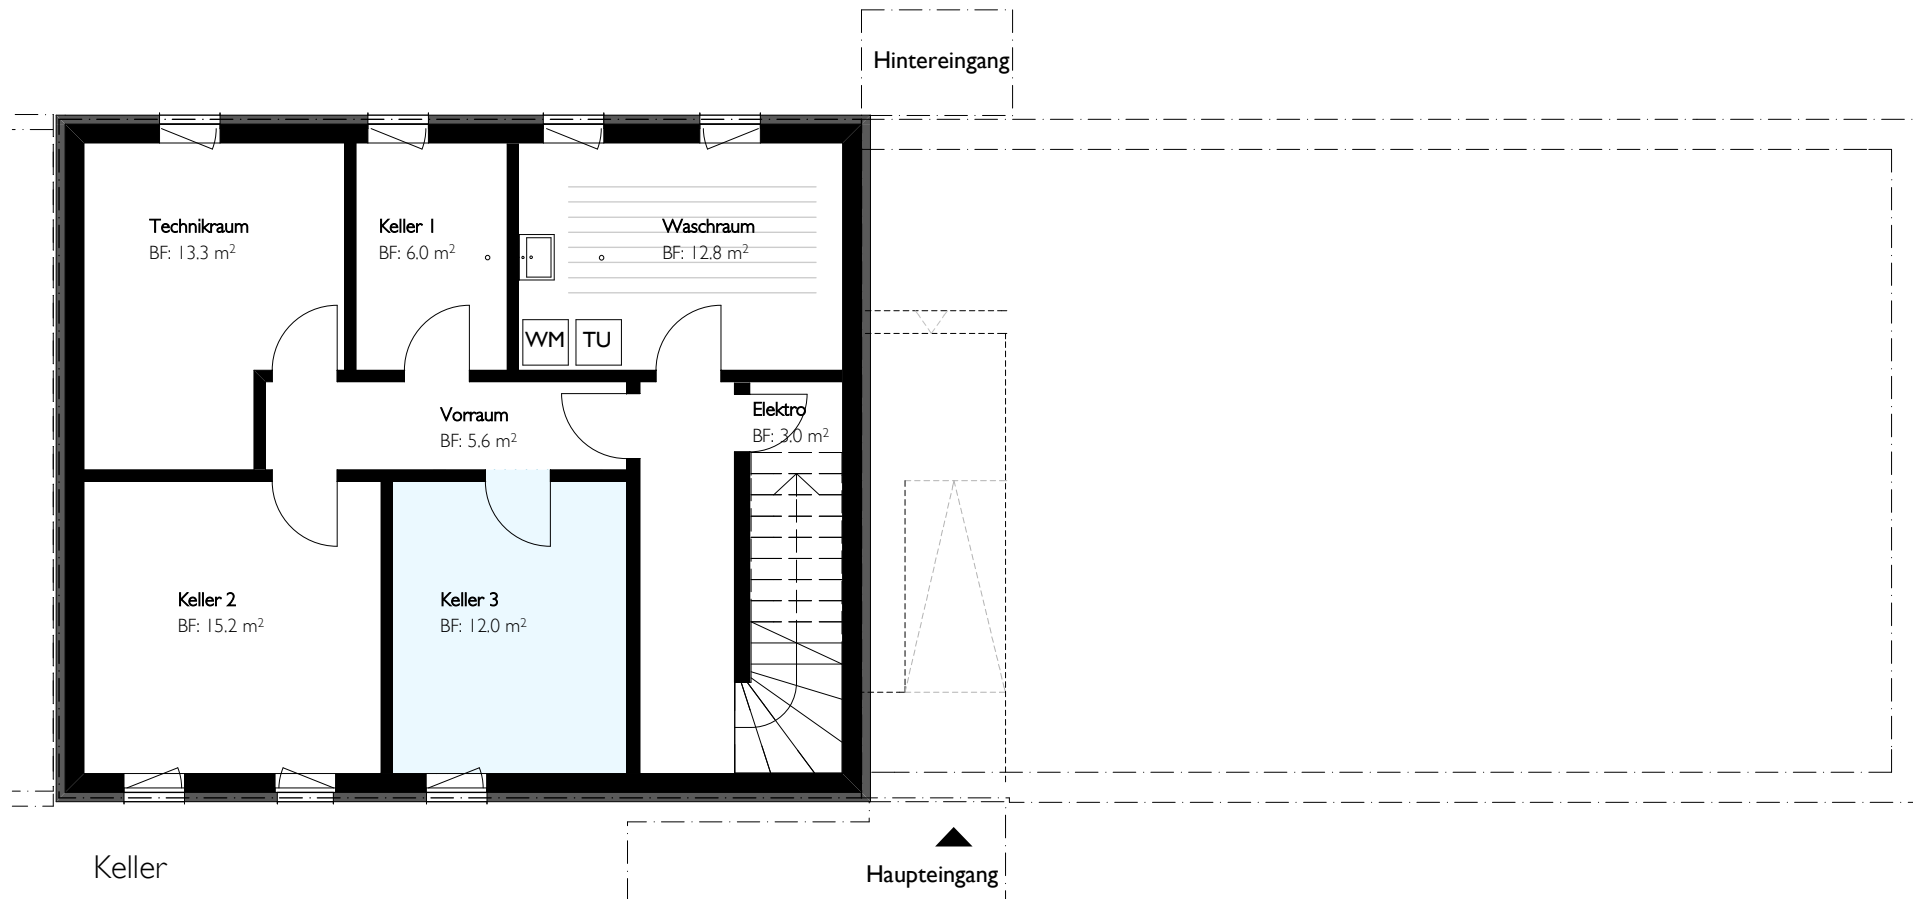 Hintereingang
Technikraum
BF: 13.3 m²
Keller 1
BF: 6.0 m²
Waschraum
BF: 12.8 m²
WM
TU
Vorraum
BF: 5.6 m²
Elektro
BF: 3.0 m²
Keller 2
BF: 15.2 m²
Keller 3
BF: 12.0 m²
Keller
Haupteingang